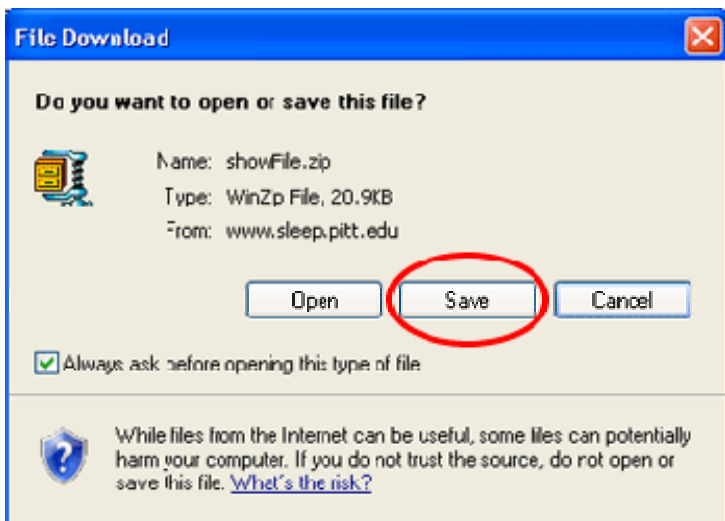 File Download
Do you want to open or save this file?
Name: showFile.zip
Type: WinZip File, 20.9KB
From: www.sleep.pitt.edu
Open Save Cancel
Always ask before opening this type of file
While files from the Internet can be useful, some files can potentially
harm your computer. If you do not trust the source, do not open or
save this file. What's the risk?